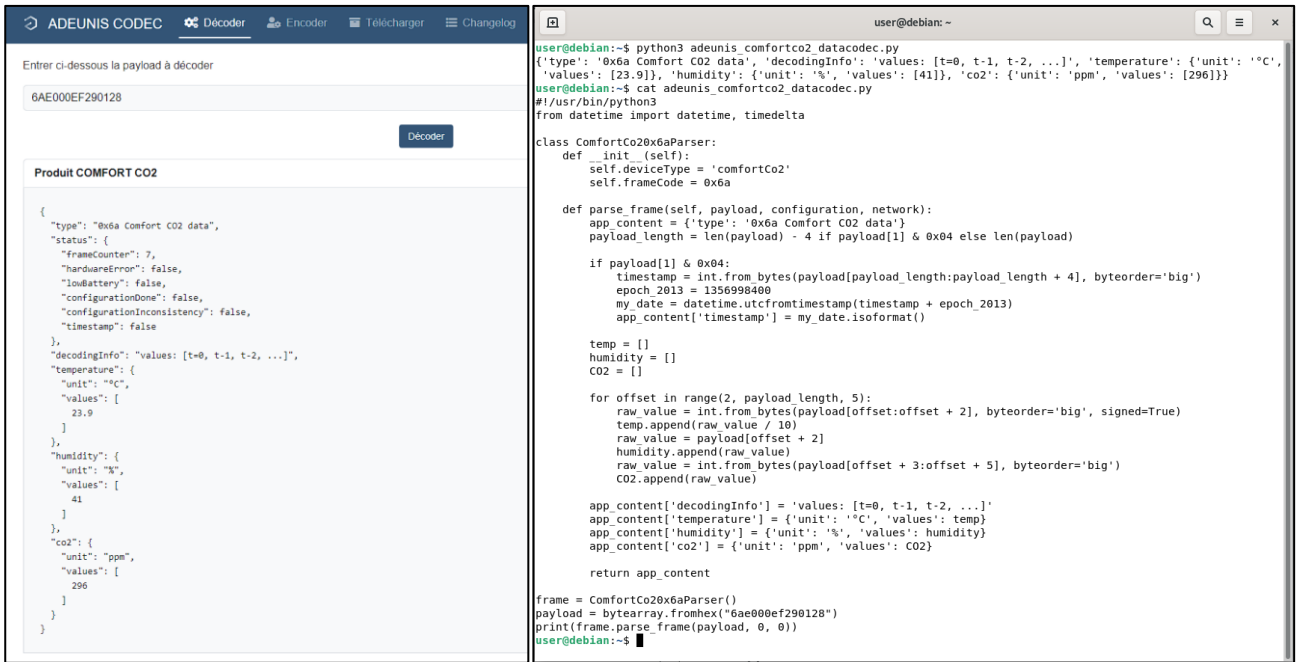 ADEUNIS CODEC Décoder Encoder Télécharger Changelog
Entrer ci-dessous la payload à décoder
6AE000EF290128
Décoder
Produit COMFORT CO2
{
"type": "0x6a Comfort CO2 data",
"status": {
"frameCounter": 7,
"hardwareError": false,
"lowBattery": false,
"configurationDone": false,
"configurationInconsistency": false,
"timestamp": false
},
"decodingInfo": "values: [t=0, t-1, t-2, ...]",
"temperature": {
"unit": "°C",
"values": [
23.9
]
},
"humidity": {
"unit": "%",
"values": [
41
]
},
"co2": {
"unit": "ppm",
"values": [
296
]
}
}
user@debian: ~
user@debian:~$ python3 adeunis_comfortco2_datacodec.py
{'type': '0x6a Comfort CO2 data', 'decodingInfo': 'values: [t=0, t-1, t-2, ...]', 'temperature': {'unit': '°C',
'values': [23.9]}, 'humidity': {'unit': '%', 'values': [41]}, 'co2': {'unit': 'ppm', 'values': [296]}}
user@debian:~$ cat adeunis_comfortco2_datacodec.py
#!/usr/bin/python3
from datetime import datetime, timedelta
class ComfortCo20x6aParser:
def __init__(self):
self.deviceType = 'comfortCo2'
self.frameCode = 0x6a
def parse_frame(self, payload, configuration, network):
app_content = {'type': '0x6a Comfort CO2 data'}
payload_length = len(payload) - 4 if payload[1] & 0x04 else len(payload)
if payload[1] & 0x04:
timestamp = int.from_bytes(payload[payload_length:payload_length + 4], byteorder='big')
epoch_2013 = 1356998400
my_date = datetime.utcfromtimestamp(timestamp + epoch_2013)
app_content['timestamp'] = my_date.isoformat()
temp = []
humidity = []
CO2 = []
for offset in range(2, payload_length, 5):
raw_value = int.from_bytes(payload[offset:offset + 2], byteorder='big', signed=True)
temp.append(raw_value / 10)
raw_value = payload[offset + 2]
humidity.append(raw_value)
raw_value = int.from_bytes(payload[offset + 3:offset + 5], byteorder='big')
CO2.append(raw_value)
app_content['decodingInfo'] = 'values: [t=0, t-1, t-2, ...]'
app_content['temperature'] = {'unit': '°C', 'values': temp}
app_content['humidity'] = {'unit': '%', 'values': humidity}
app_content['co2'] = {'unit': 'ppm', 'values': CO2}
return app_content
frame = ComfortCo20x6aParser()
payload = bytearray.fromhex("6ae000ef290128")
print(frame.parse_frame(payload, 0, 0))
user@debian:~$